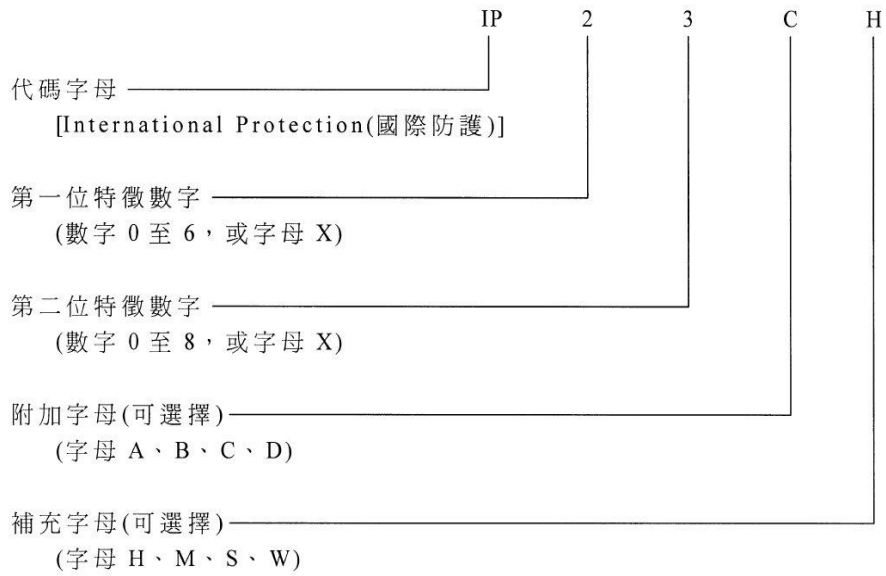 IP 2 3 C H
代碼字母
[International Protection(國際防護)]
第一位特徵數字
(數字 0 至 6，或字母 X)
第二位特徵數字
(數字 0 至 8，或字母 X)
附加字母(可選擇)
(字母 A、B、C、D)
補充字母(可選擇)
(字母 H、M、S、W)